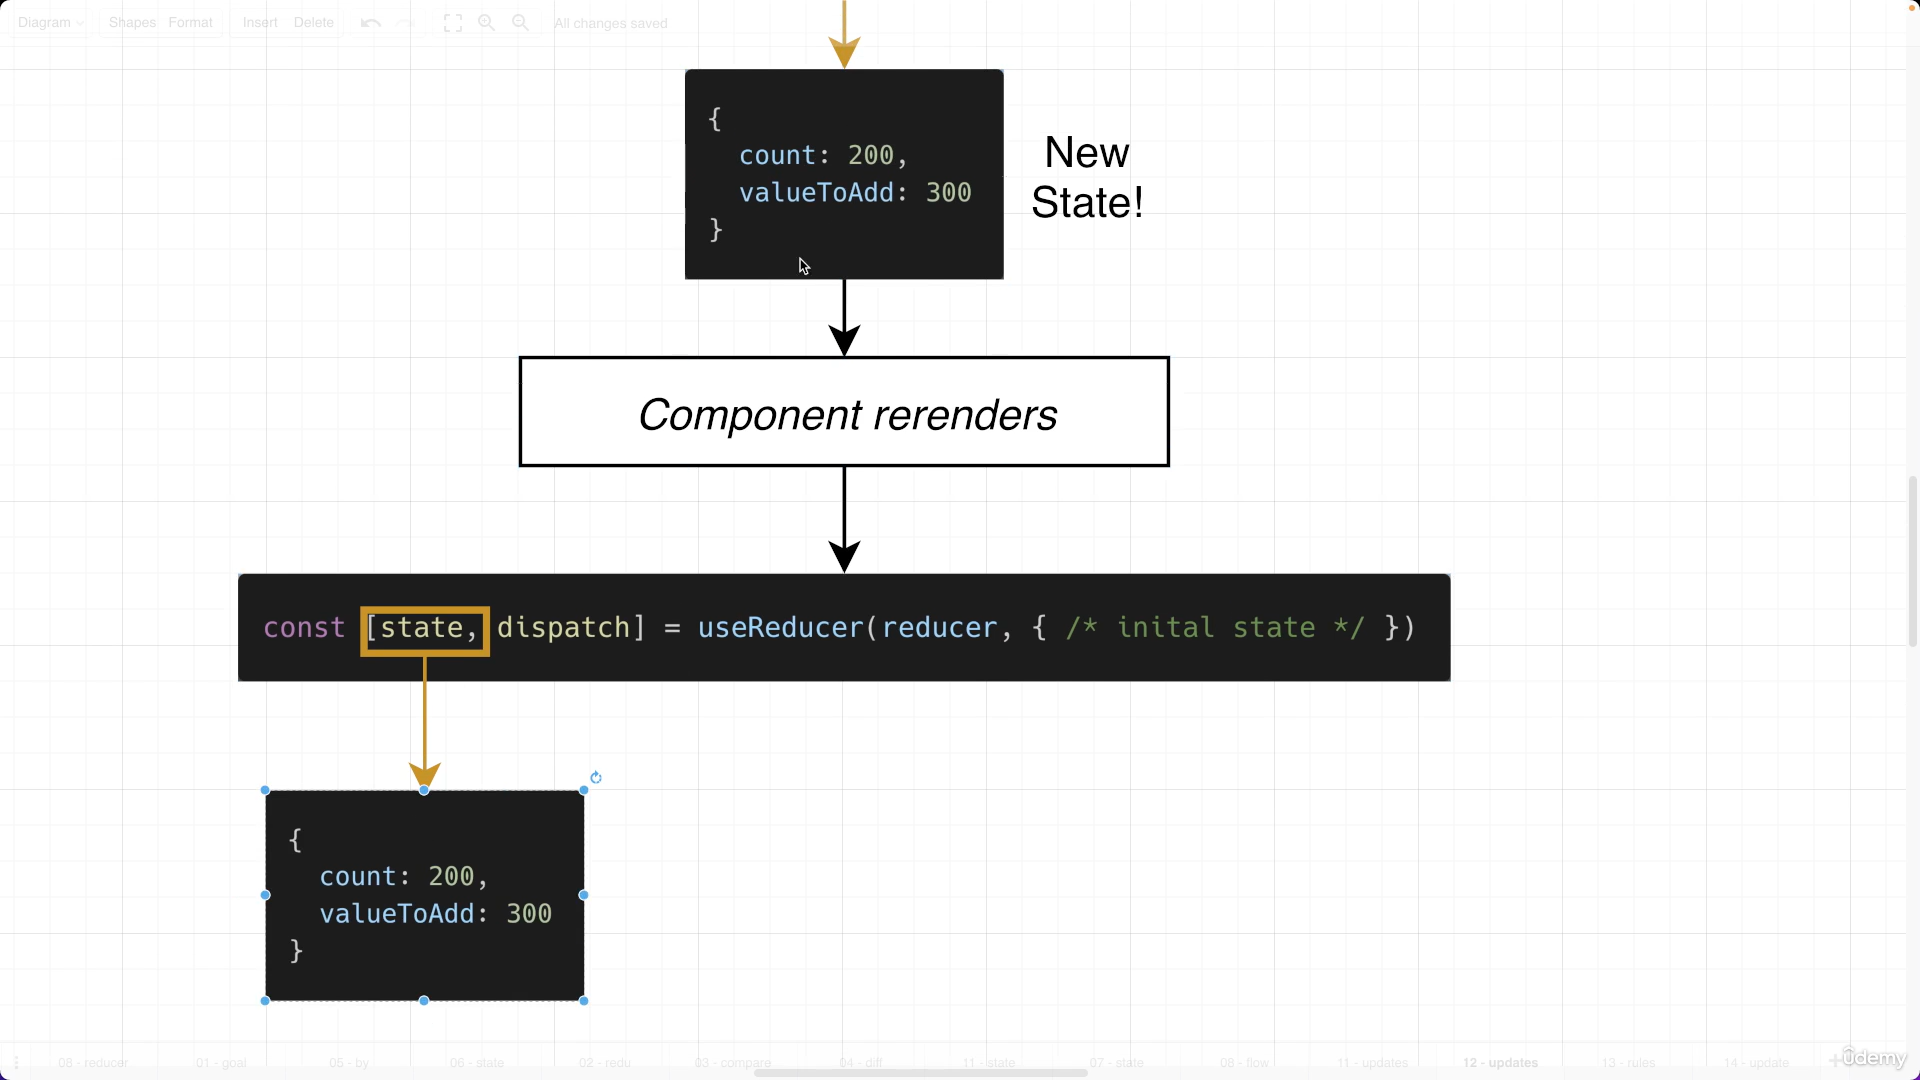 Diagram Shapes Format Insert Delete All changes saved
{
count: 200,
valueToAdd: 300
}
New
State!
Component rerenders
const [state, dispatch] = useReducer(reducer, { /* inital state */ })
{
count: 200,
valueToAdd: 300
}
08 - reducer 01 - goal 05 - by 06 - state 02 - redu 03 - compare 04 - diff 11 - state 07 - state 08 - flow 11 - updates 12 - updates 13 - rules 14 - update
ûdemy